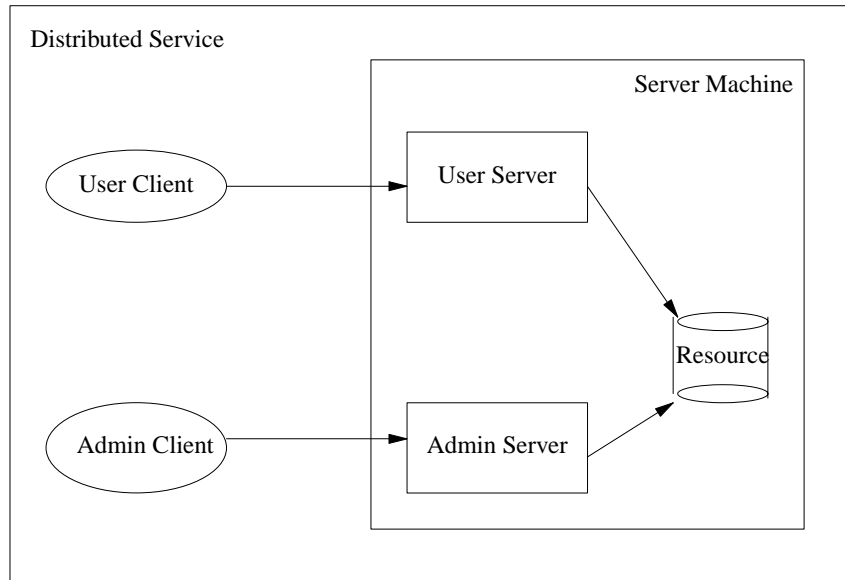 Distributed Service
Server Machine
User Client
User Server
Resource
Admin Client
Admin Server